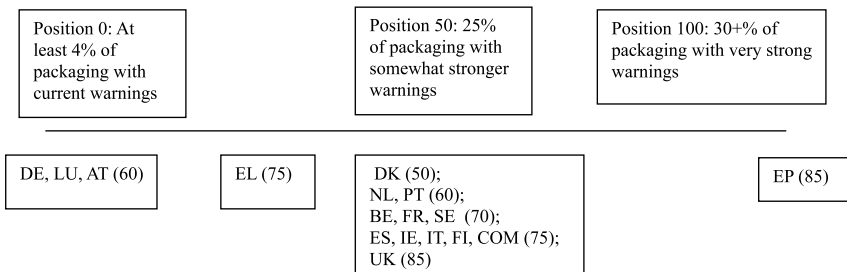 Position 0: At
least 4% of
packaging with
current warnings
Position 50: 25%
of packaging with
somewhat stronger
warnings
Position 100: 30+% of
packaging with very strong
warnings
DE, LU, AT (60)
EL (75)
DK (50);
NL, PT (60);
BE, FR, SE (70);
ES, IE, IT, FI, COM (75);
UK (85)
EP (85)